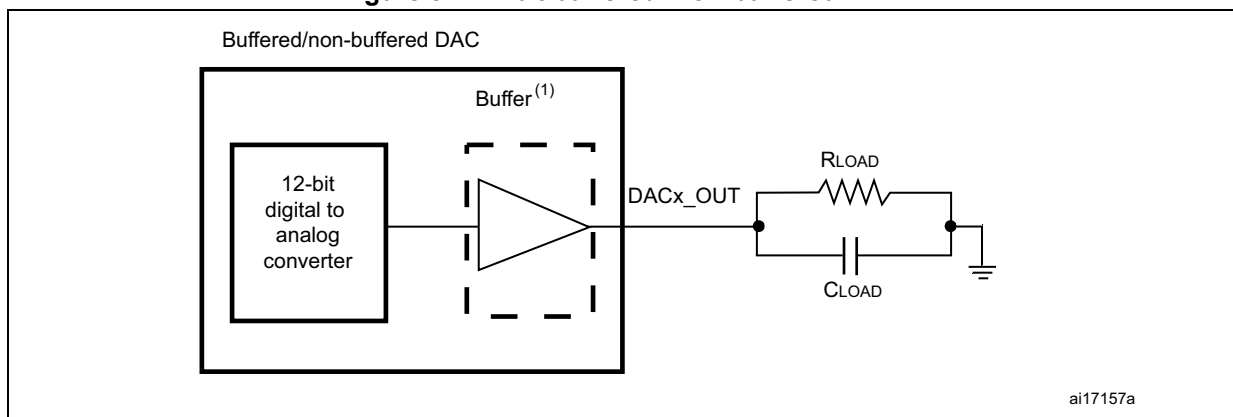 Buffered/non-buffered DAC
Buffer(1)
12-bit
digital to
analog
converter
DACx_OUT
RLOAD
CLOAD
ai17157a